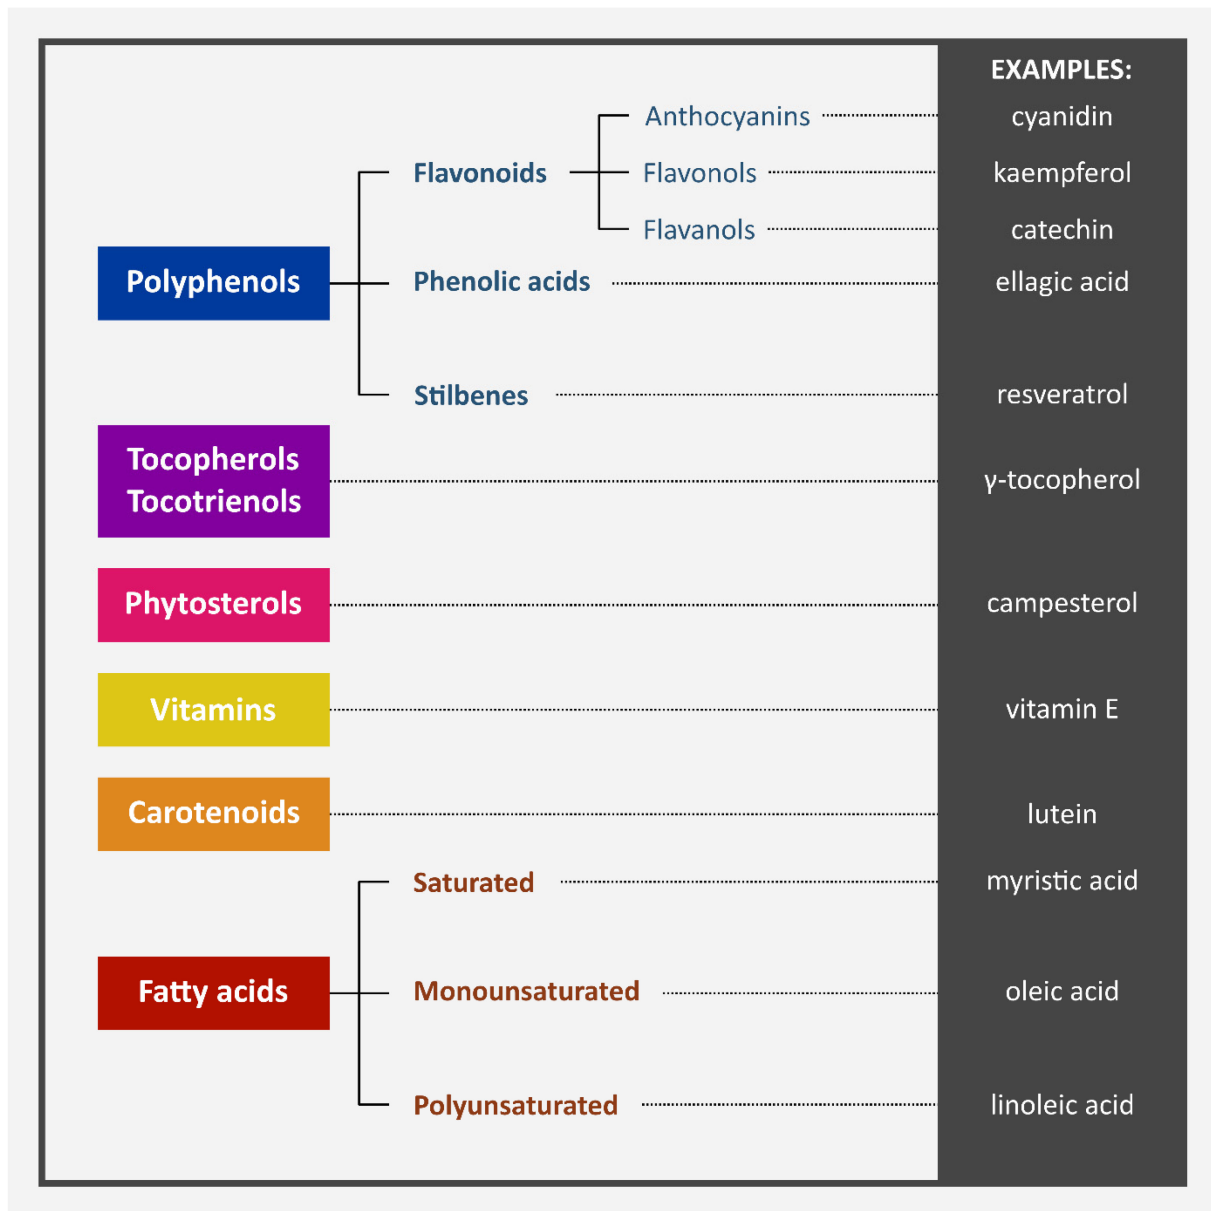 EXAMPLES:
Anthocyanins
cyanidin
Flavonoids
Flavonols
kaempferol
Flavanols
catechin
Polyphenols
Phenolic acids
ellagic acid
Stilbenes
resveratrol
Tocopherols
Tocotrienols
γ-tocopherol
Phytosterols
campesterol
Vitamins
vitamin E
Carotenoids
lutein
Saturated
myristic acid
Fatty acids
Monounsaturated
oleic acid
Polyunsaturated
linoleic acid